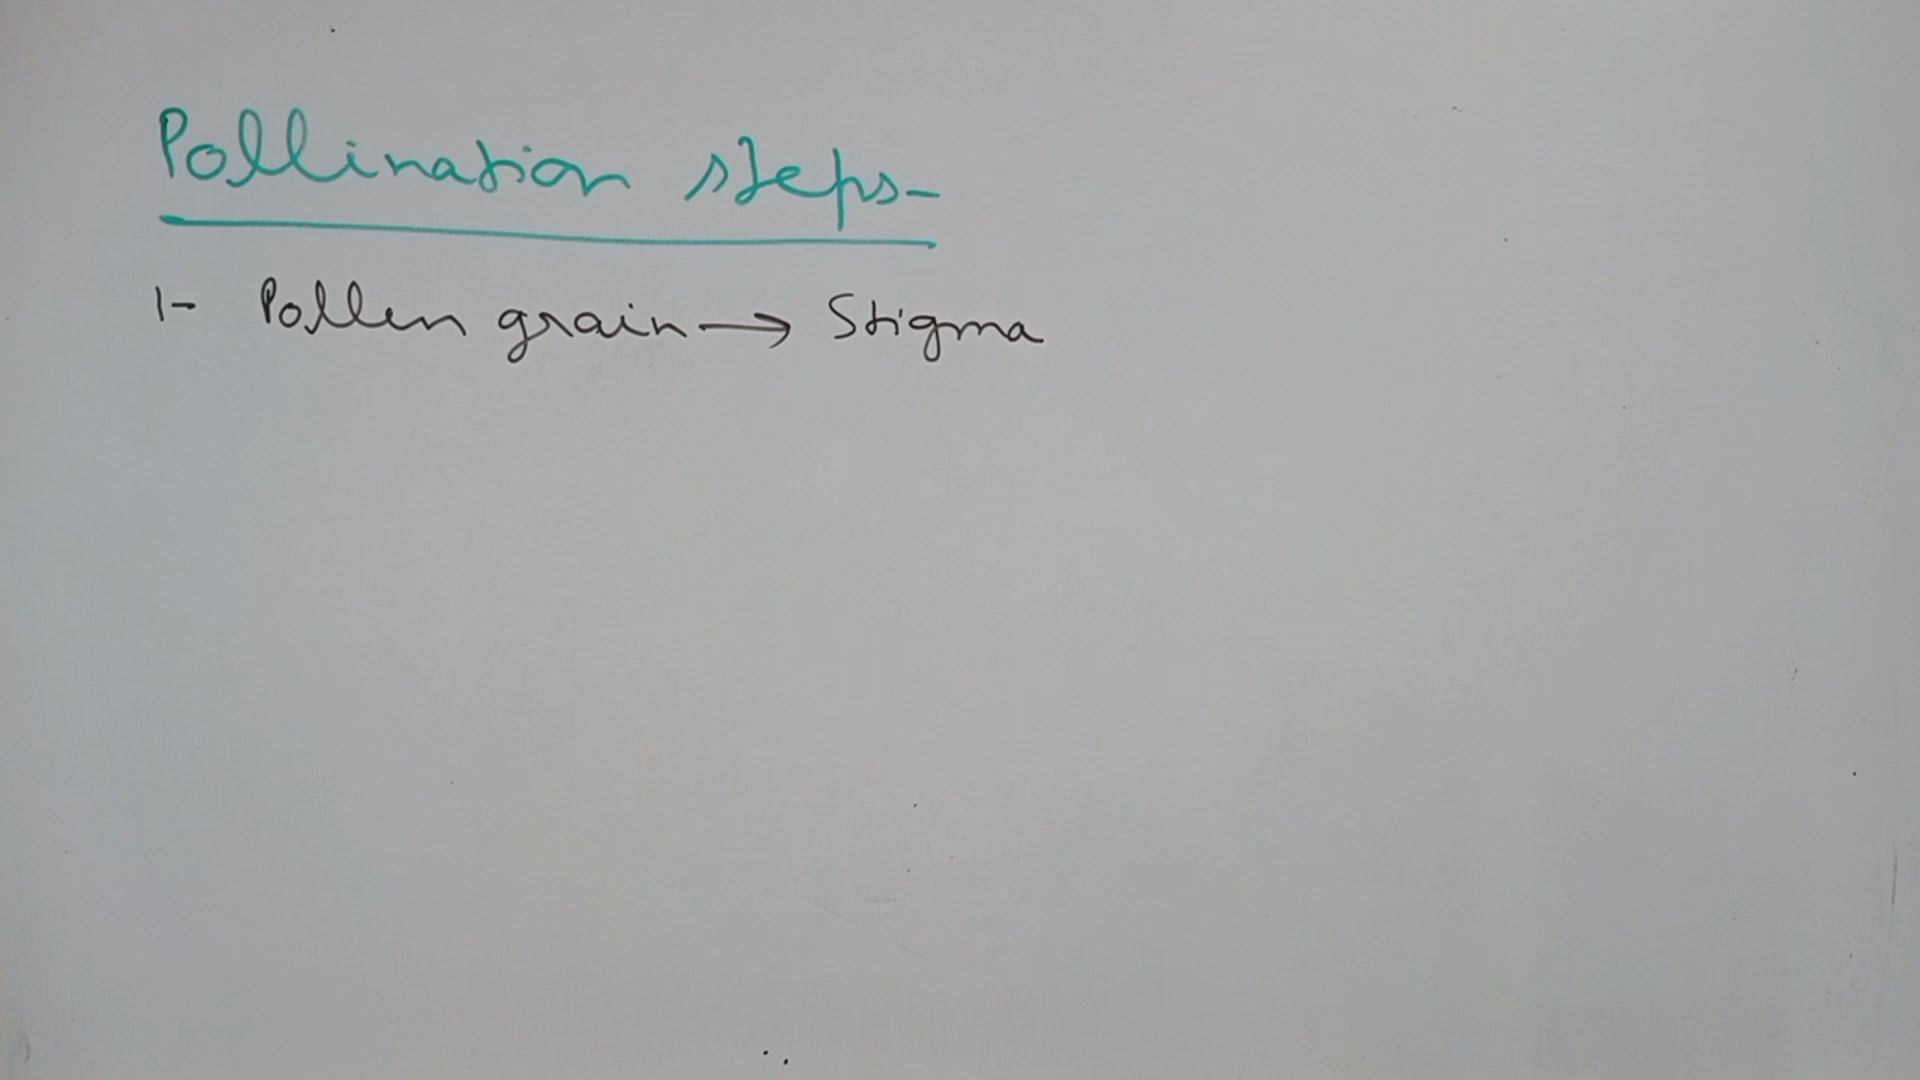 Pollination steps-
1- Pollen grain → Stigma